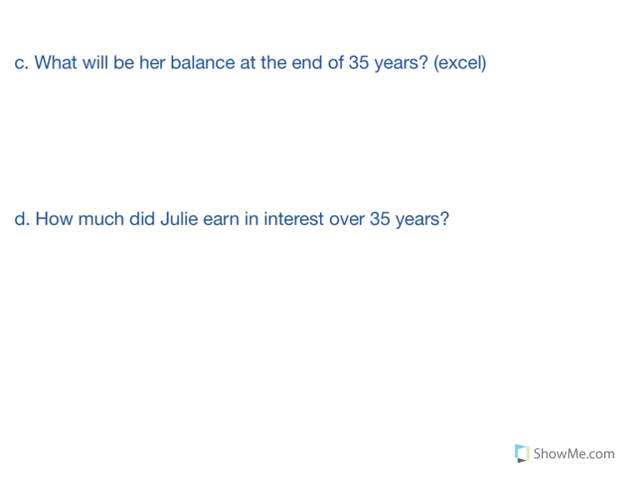 c. What will be her balance at the end of 35 years? (excel)
d. How much did Julie earn in interest over 35 years?
ShowMe.com